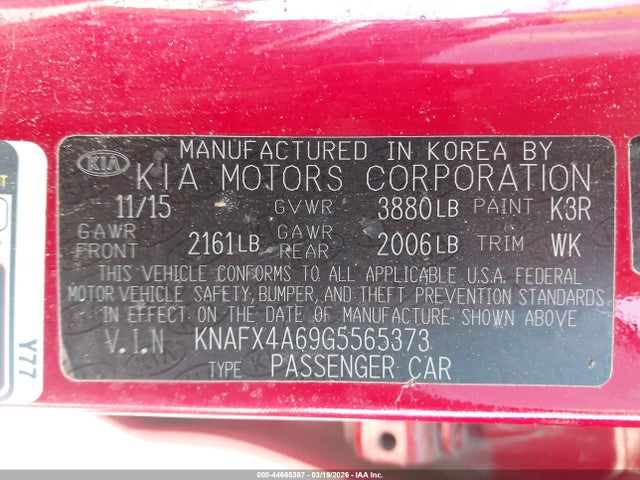 MANUFACTURED IN KOREA BY
KIA KIA MOTORS CORPORATION
11/15 GVWR 3880LB PAINT K3R
GAWR FRONT 2161LB GAWR REAR 2006LB TRIM WK
THIS VEHICLE CONFORMS TO ALL APPLICABLE U.S.A. FEDERAL
MOTOR VEHICLE SAFETY, BUMPER, AND THEFT PREVENTION STANDARDS
IN EFFECT ON THE DATE OF MANUFACTURE SHOWN ABOVE
V.I.N KNAFX4A69G5565373
TYPE PASSENGER CAR
Y77
000-44665387 - 03/19/2026 - IAAI, Inc.